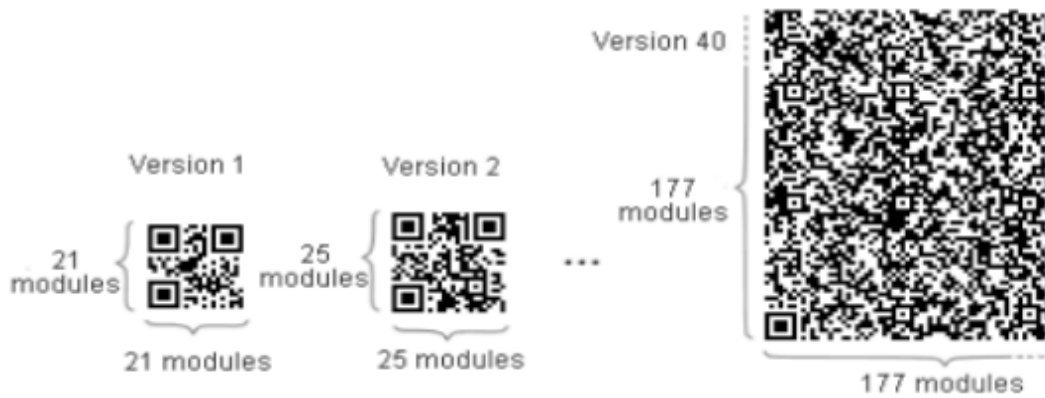 Version 1
21
modules
21 modules
Version 2
25
modules
25 modules
...
Version 40
177
modules
177 modules